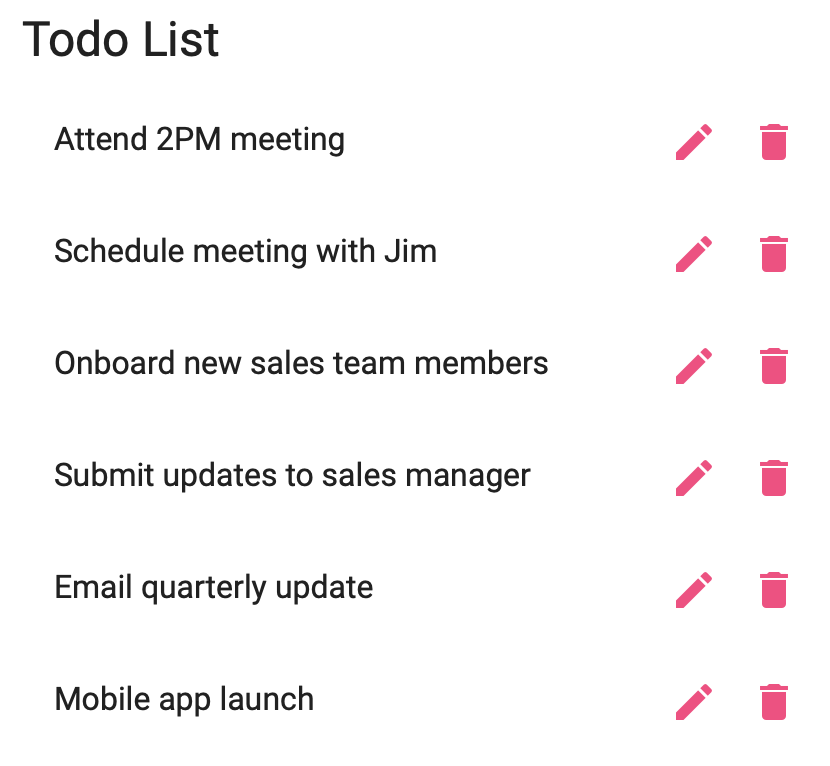 Todo List
Attend 2PM meeting
Schedule meeting with Jim
Onboard new sales team members
Submit updates to sales manager
Email quarterly update
Mobile app launch